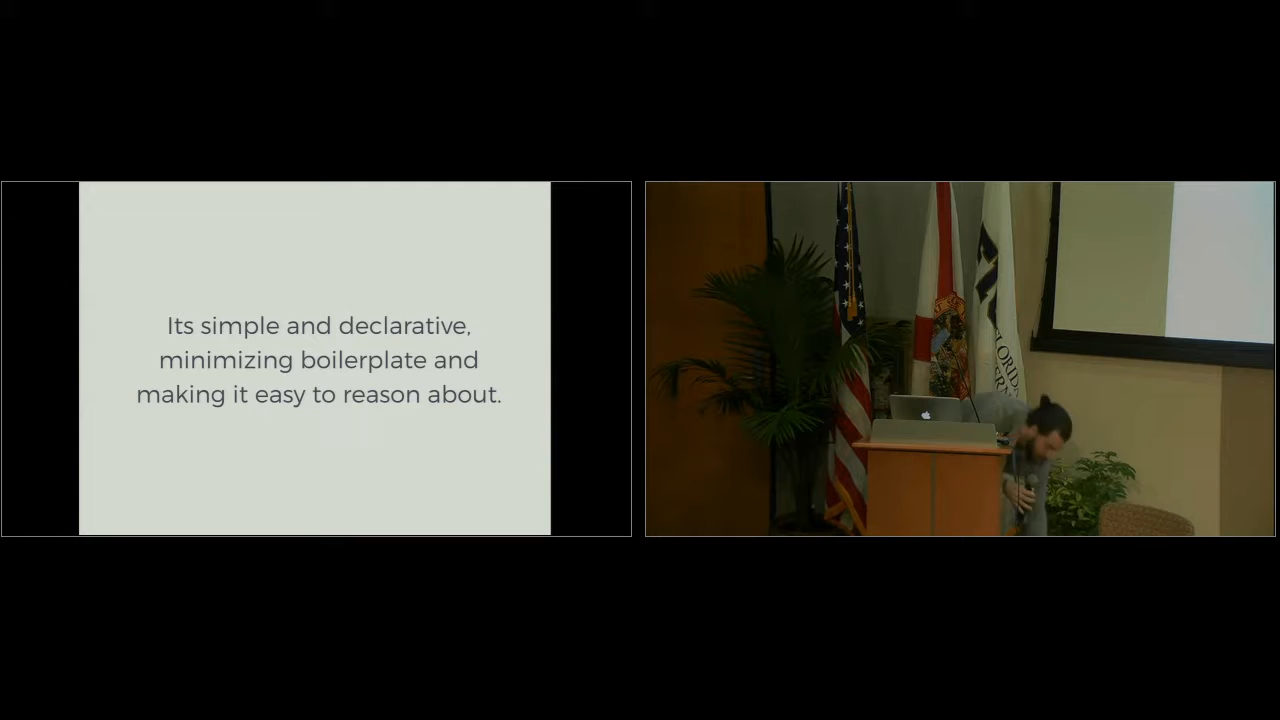 Its simple and declarative,
minimizing boilerplate and
making it easy to reason about.